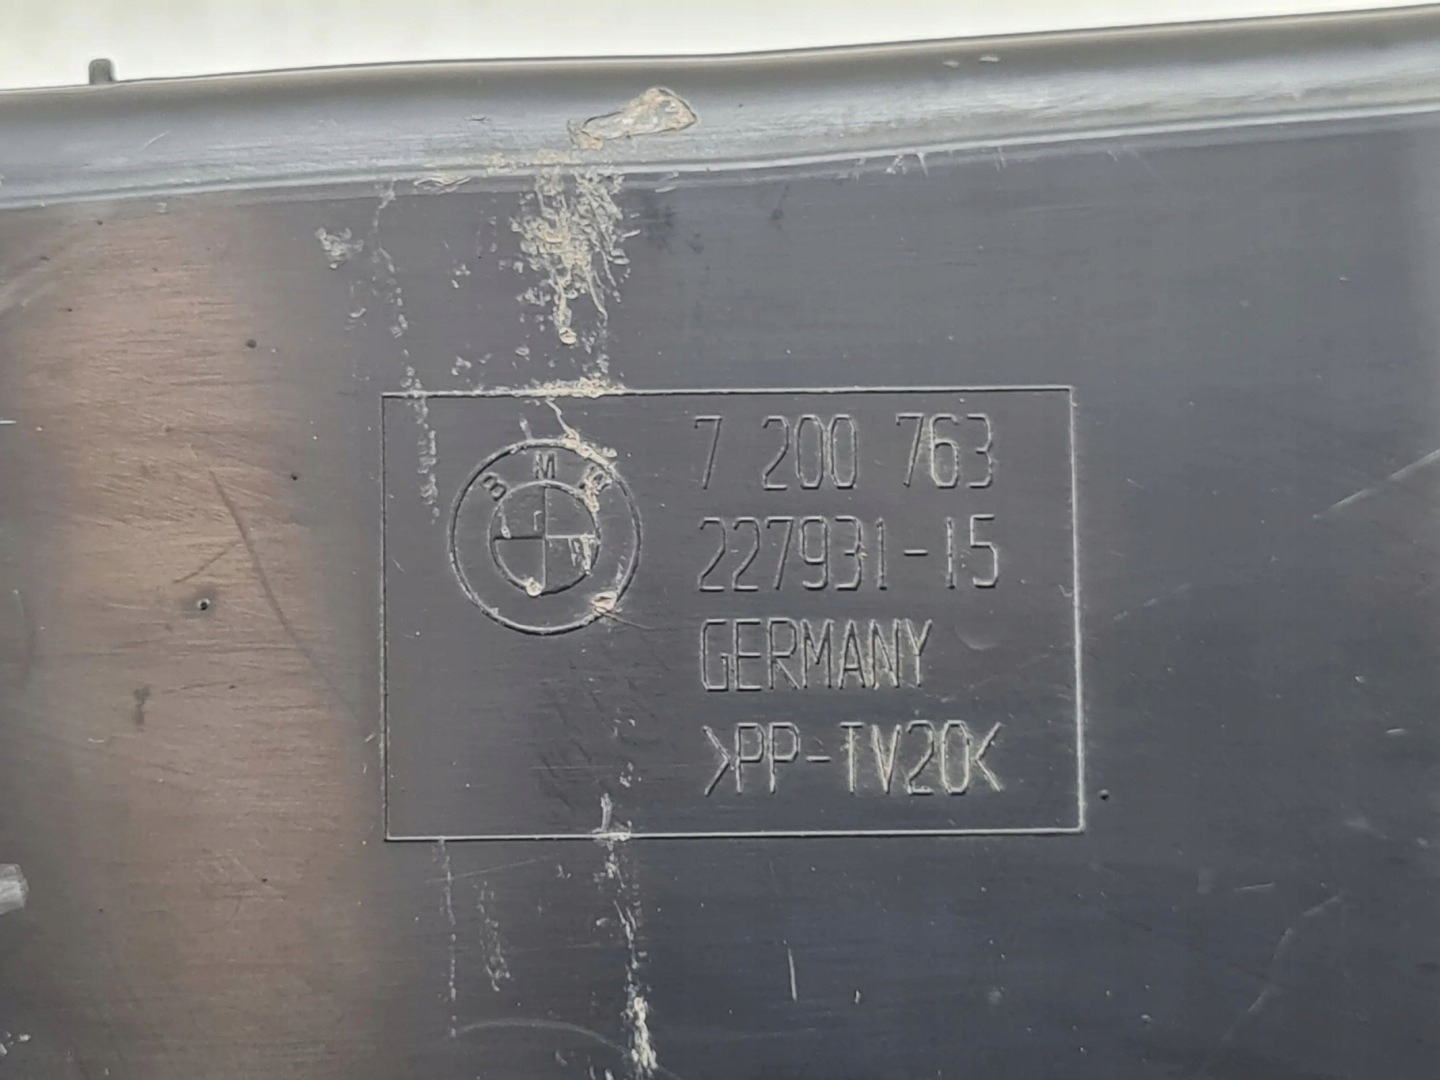 BMW
7 200 763
227931-15
GERMANY
>PP-TV20<